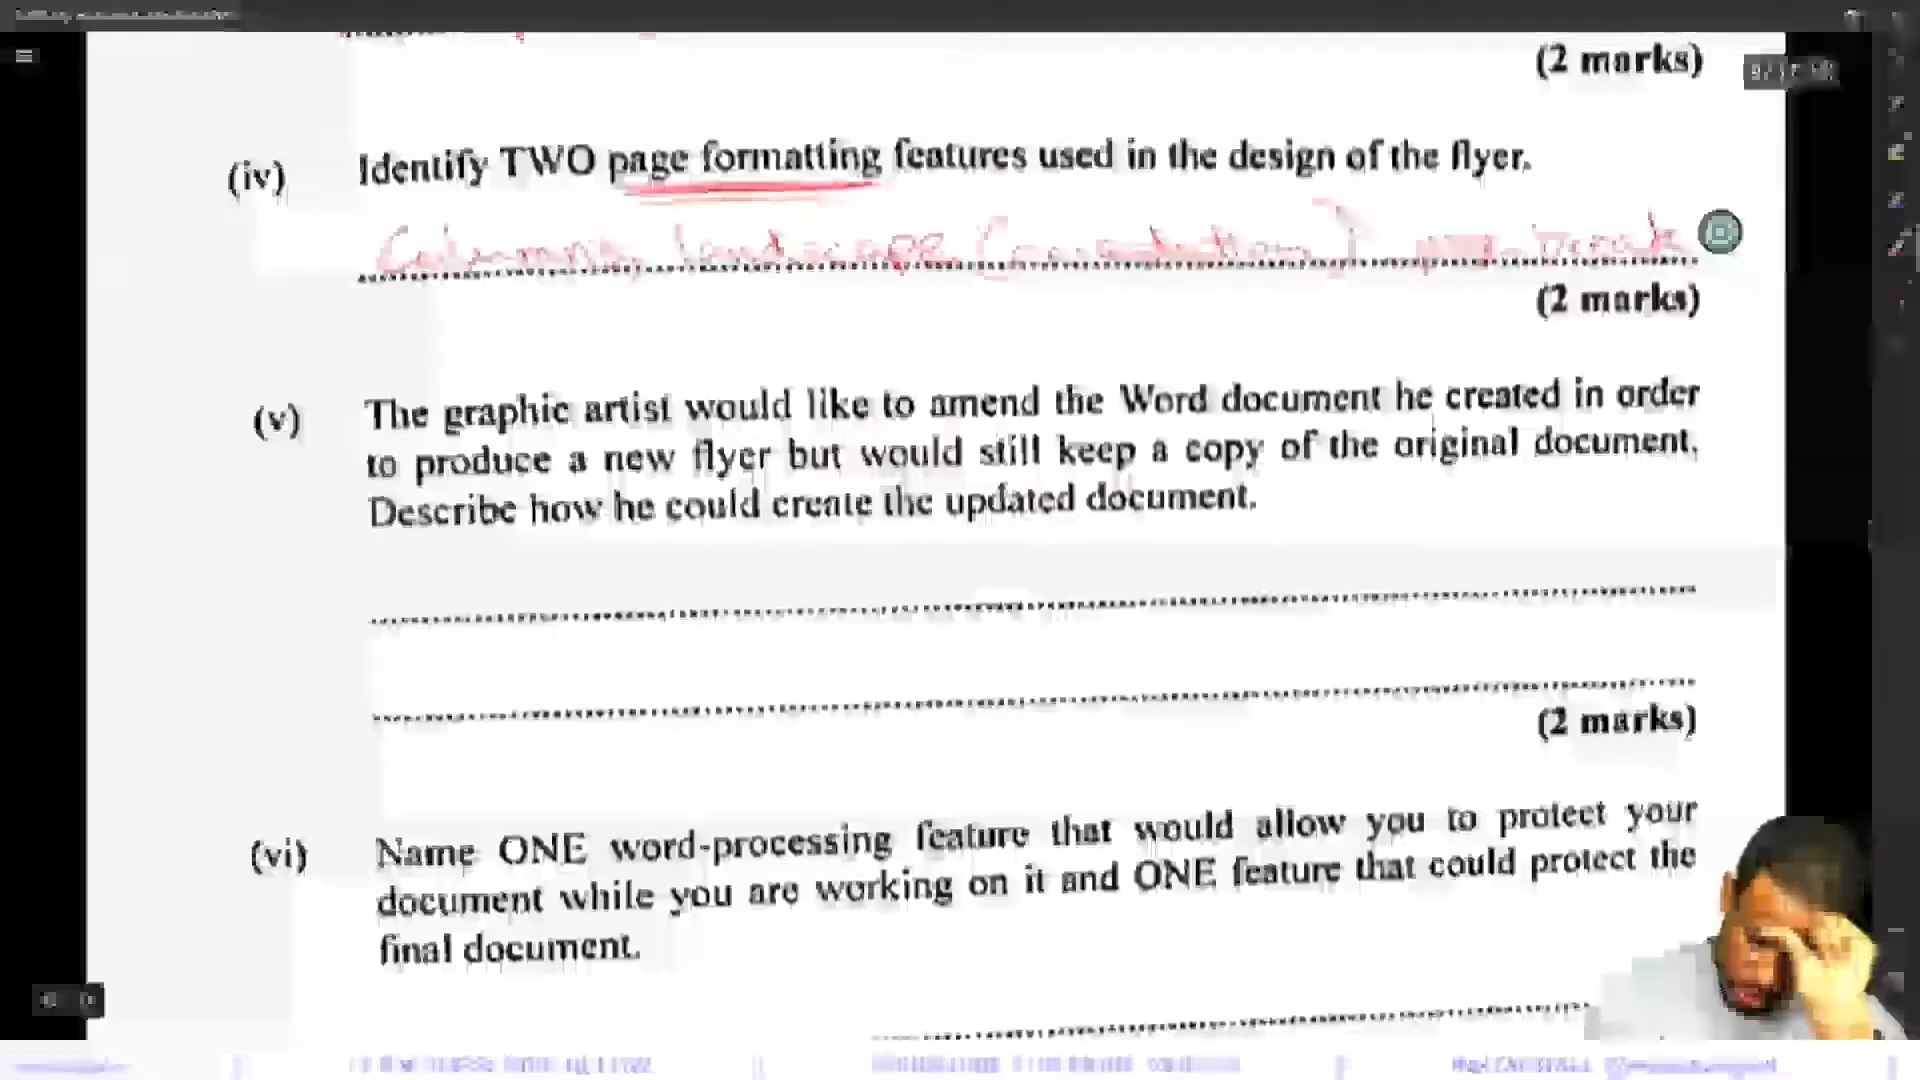 (2 marks)
(iv) Identify TWO page formatting features used in the design of the flyer.
Columns, landscape (orientation)
(2 marks)
(v) The graphic artist would like to amend the Word document he created in order
to produce a new flyer but would still keep a copy of the original document.
Describe how he could create the updated document.
(2 marks)
(vi) Name ONE word-processing feature that would allow you to protect your
document while you are working on it and ONE feature that could protect the
final document.